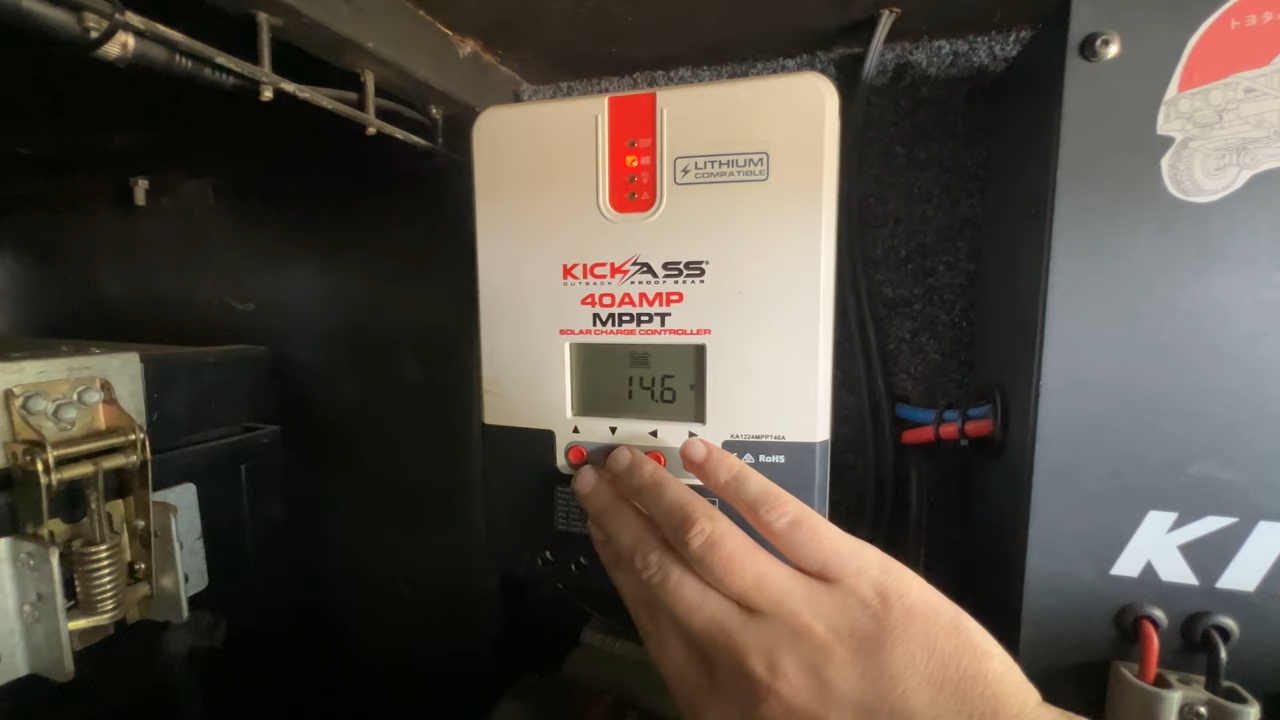 トヨタ
LITHIUM
COMPATIBLE
KICKASS®
OUTBACK PROOF GEAR
40AMP
MPPT
SOLAR CHARGE CONTROLLER
14.6
▲ ▼ ◀ ▶
KA1224MPPT40A
RoHS
KI